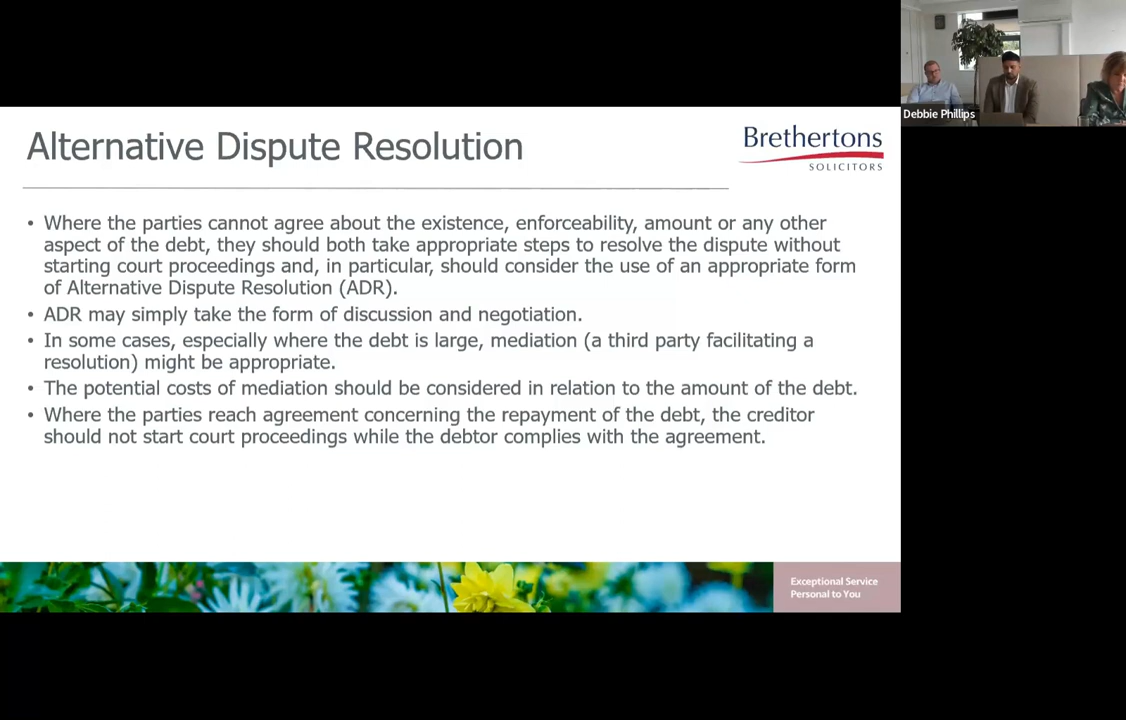 Debbie Phillips
Alternative Dispute Resolution
Brethertons
SOLICITORS
• Where the parties cannot agree about the existence, enforceability, amount or any other
aspect of the debt, they should both take appropriate steps to resolve the dispute without
starting court proceedings and, in particular, should consider the use of an appropriate form
of Alternative Dispute Resolution (ADR).
• ADR may simply take the form of discussion and negotiation.
• In some cases, especially where the debt is large, mediation (a third party facilitating a
resolution) might be appropriate.
• The potential costs of mediation should be considered in relation to the amount of the debt.
• Where the parties reach agreement concerning the repayment of the debt, the creditor
should not start court proceedings while the debtor complies with the agreement.
Exceptional Service
Personal to You